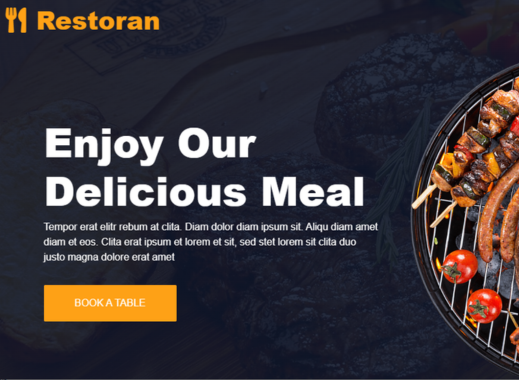 Restoran
Enjoy Our
Delicious Meal
Tempor erat elitr rebum at clita. Diam dolor diam ipsum sit. Aliqu diam amet
diam et eos. Clita erat ipsum et lorem et sit, sed stet lorem sit clita duo
justo magna dolore erat amet
BOOK A TABLE